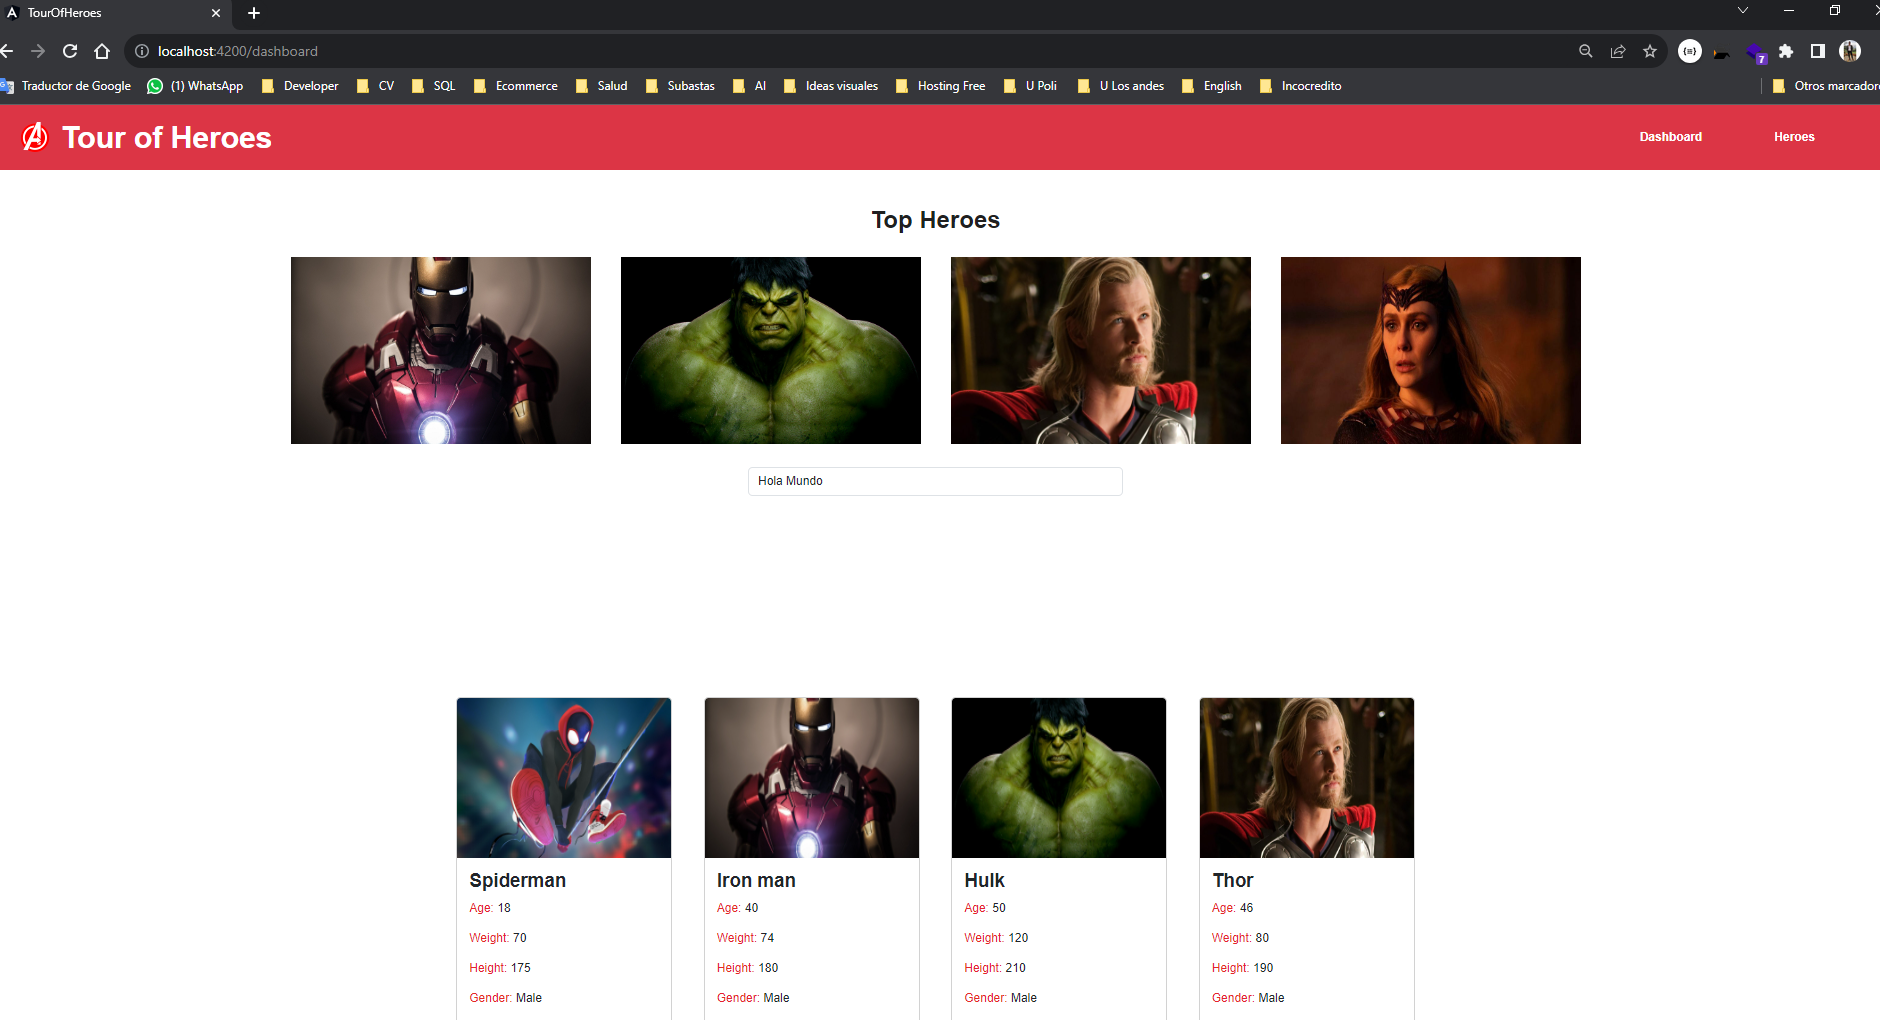 TourOfHeroes
localhost:4200/dashboard
7
Traductor de Google
(1) WhatsApp
Developer
CV
SQL
Ecommerce
Salud
Subastas
AI
Ideas visuales
Hosting Free
U Poli
U Los andes
English
Incocredito
Otros marcador
Tour of Heroes
Dashboard
Heroes
Top Heroes
Hola Mundo
Spiderman
Age: 18
Weight: 70
Height: 175
Gender: Male
Iron man
Age: 40
Weight: 74
Height: 180
Gender: Male
Hulk
Age: 50
Weight: 120
Height: 210
Gender: Male
Thor
Age: 46
Weight: 80
Height: 190
Gender: Male